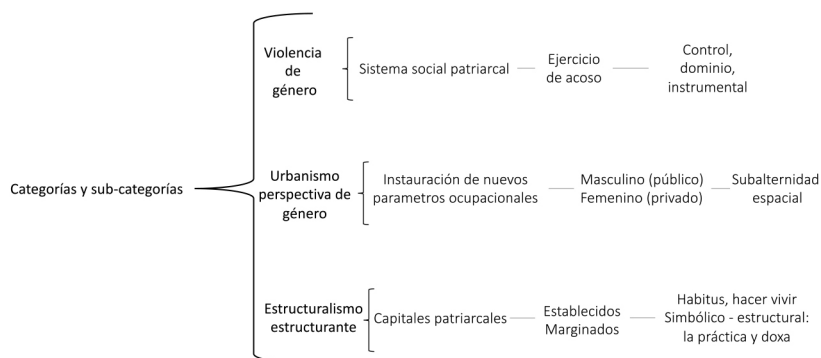 Categorías y sub-categorías
Violencia
de
género
Sistema social patriarcal
Ejercicio
de acoso
Control,
dominio,
instrumental
Urbanismo
perspectiva de
género
Instauración de nuevos
parametros ocupacionales
Masculino (público)
Femenino (privado)
Subalternidad
espacial
Estructuralismo
estructurante
Capitales patriarcales
Establecidos
Marginados
Habitus, hacer vivir
Simbólico - estructural:
la práctica y doxa